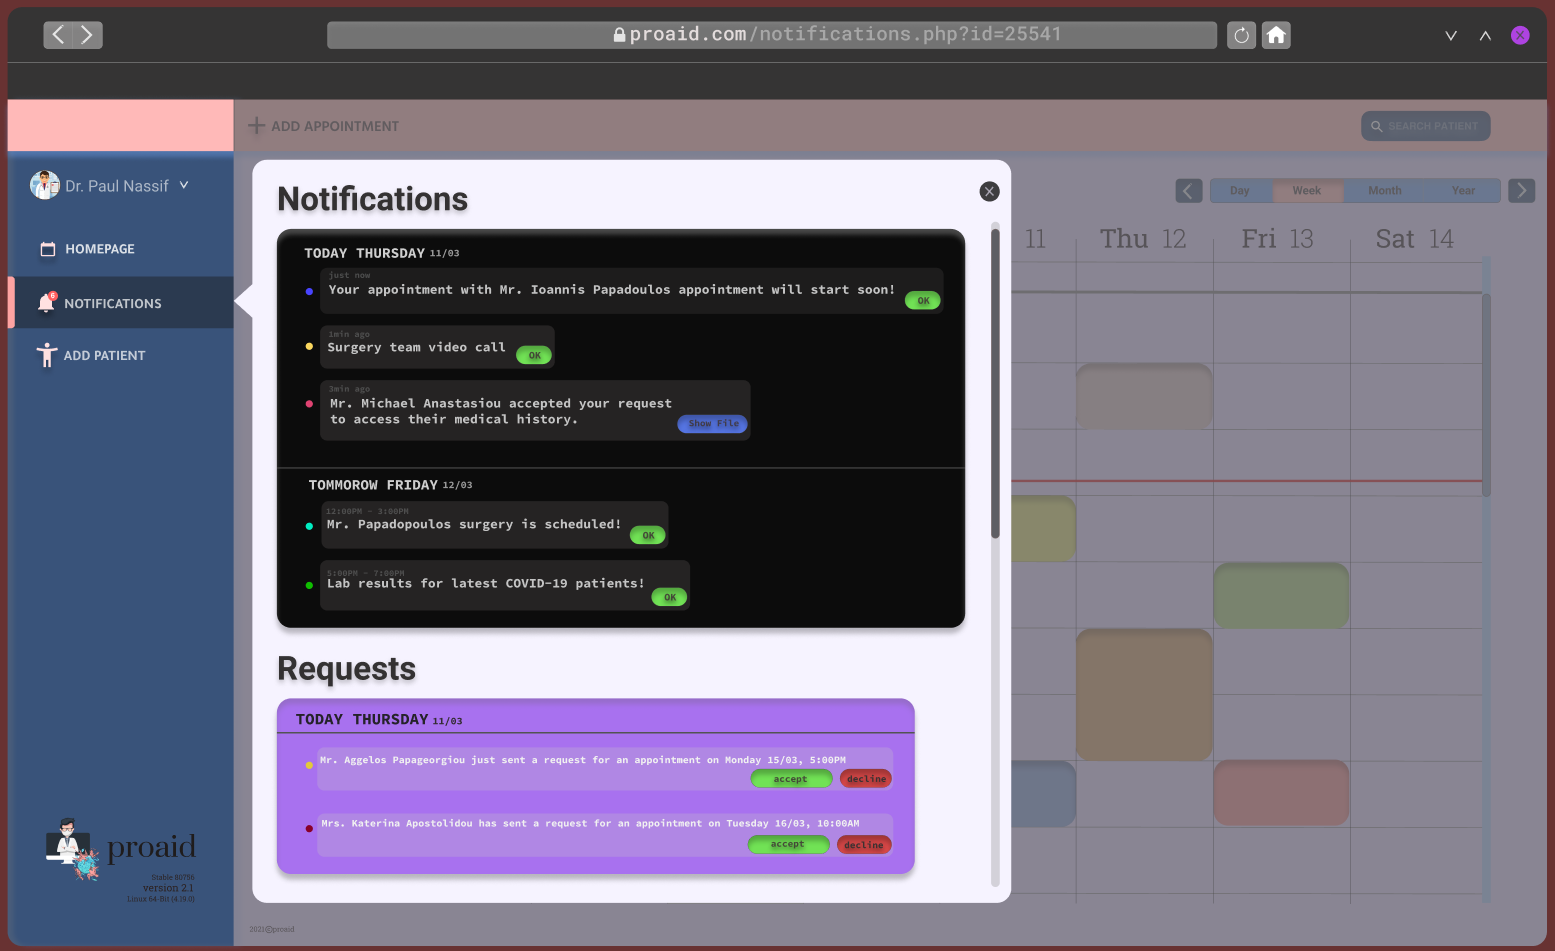 proaid.com/notifications.php?id=25541
ADD APPOINTMENT
SEARCH PATIENT
Dr. Paul Nassif
HOMEPAGE
6
NOTIFICATIONS
ADD PATIENT
Day
Week
Month
Year
11
Thu 12
Fri 13
Sat 14
Notifications
TODAY THURSDAY 11/03
just now
Your appointment with Mr. Ioannis Papadoulos appointment will start soon!
OK
1min ago
Surgery team video call
OK
3min ago
Mr. Michael Anastasiou accepted your request
to access their medical history.
Show File
TOMMOROW FRIDAY 12/03
12:00PM - 3:00PM
Mr. Papadopoulos surgery is scheduled!
OK
5:00PM - 7:00PM
Lab results for latest COVID-19 patients!
OK
Requests
TODAY THURSDAY 11/03
Mr. Aggelos Papageorgiou just sent a request for an appointment on Monday 15/03, 5:00PM
accept
decline
Mrs. Katerina Apostolidou has sent a request for an appointment on Tuesday 16/03, 10:00AM
accept
decline
proaid
Stable 80786
version 2.1
Linux 64-Bit (4.19.0)
2021©proaid